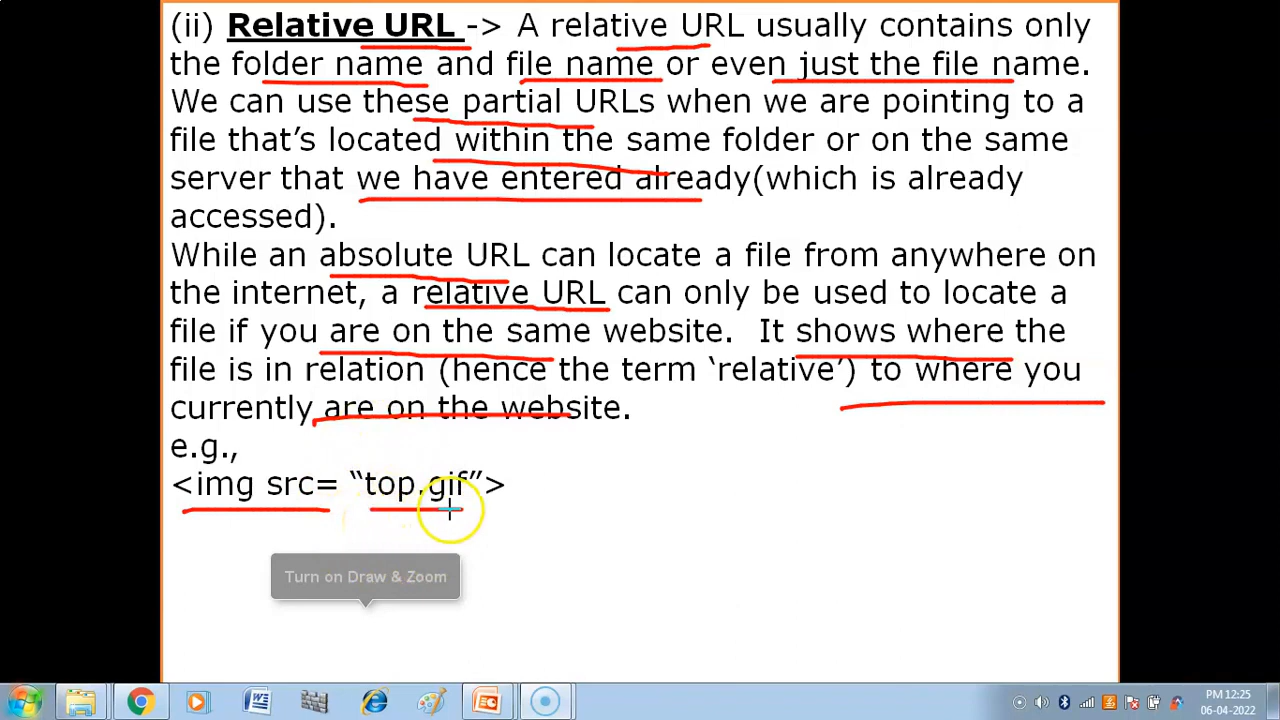 (ii) Relative URL -> A relative URL usually contains only
the folder name and file name or even just the file name.
We can use these partial URLs when we are pointing to a
file that’s located within the same folder or on the same
server that we have entered already(which is already
accessed).
While an absolute URL can locate a file from anywhere on
the internet, a relative URL can only be used to locate a
file if you are on the same website.  It shows where the
file is in relation (hence the term ‘relative’) to where you
currently are on the website.
e.g.,
<img src= “top.gif”>
Turn on Draw & Zoom
PM 12:25
06-04-2022